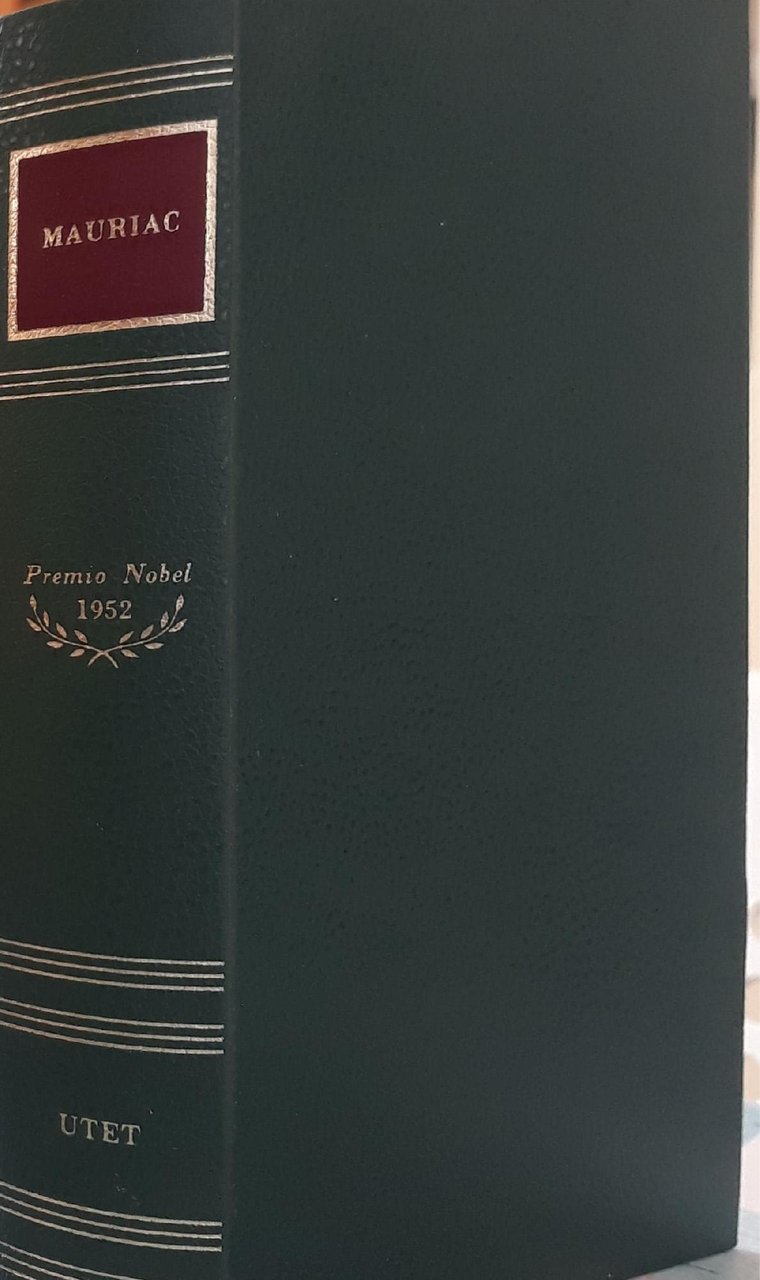 MAURIAC
Premio Nobel
1952
UTET